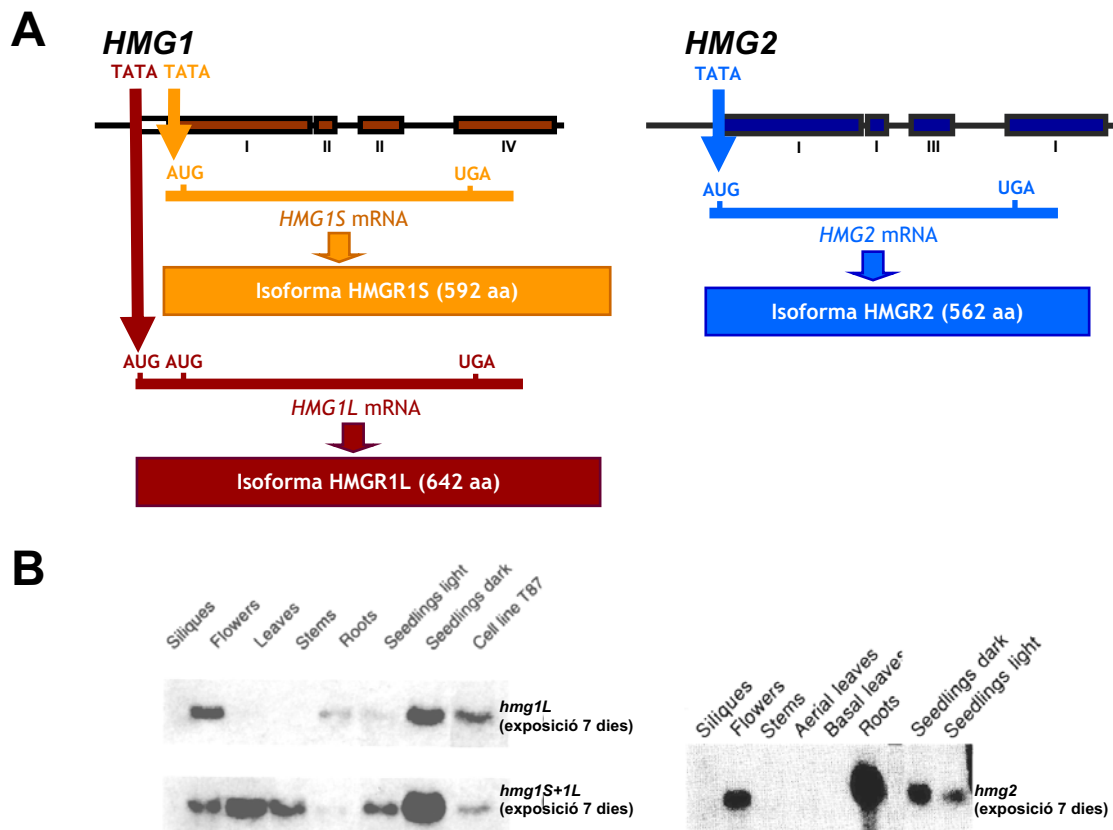 A
HMG1
HMG2
TATA TATA
TATA
I II II IV
I I III I
AUG UGA
AUG UGA
HMG1S mRNA
HMG2 mRNA
Isoforma HMGR1S (592 aa)
Isoforma HMGR2 (562 aa)
AUG AUG UGA
HMG1L mRNA
Isoforma HMGR1L (642 aa)
B
Siliques
Flowers
Leaves
Stems
Roots
Seedlings light
Seedlings dark
Cell line T87
hmg1L
(exposició 7 dies)
hmg1S+1L
(exposició 7 dies)
Siliques
Flowers
Stems
Aerial leaves
Basal leaves
Roots
Seedlings dark
Seedlings light
hmg2
(exposició 7 dies)